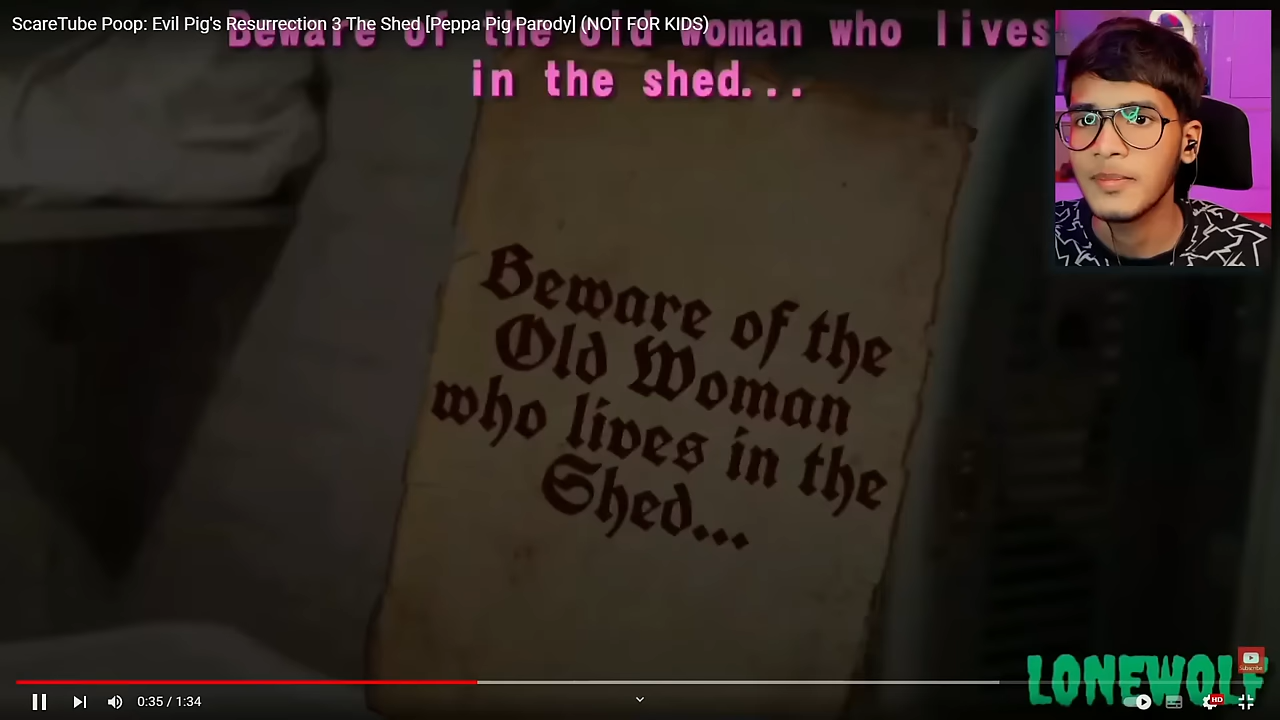 ScareTube Poop: Evil Pig's Resurrection 3 The Shed [Peppa Pig Parody] (NOT FOR KIDS)
Beware of the old woman who lives
in the shed...
Beware of the
Old Woman
who lives in the
Shed...
LONEWOLF
Subscribe
0:35 / 1:34
HD